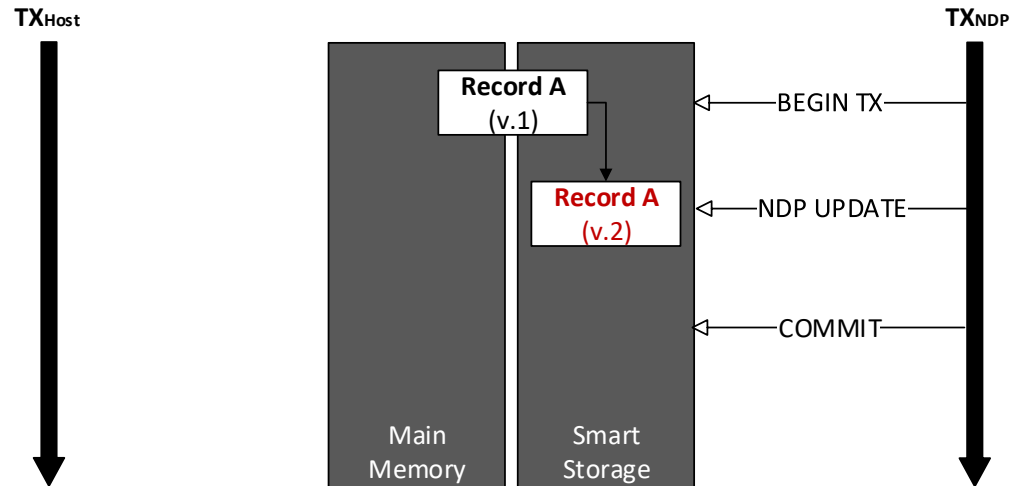 TXHost
TXNDP
Record A
(v.1)
BEGIN TX
Record A
(v.2)
NDP UPDATE
COMMIT
Main
Memory
Smart
Storage